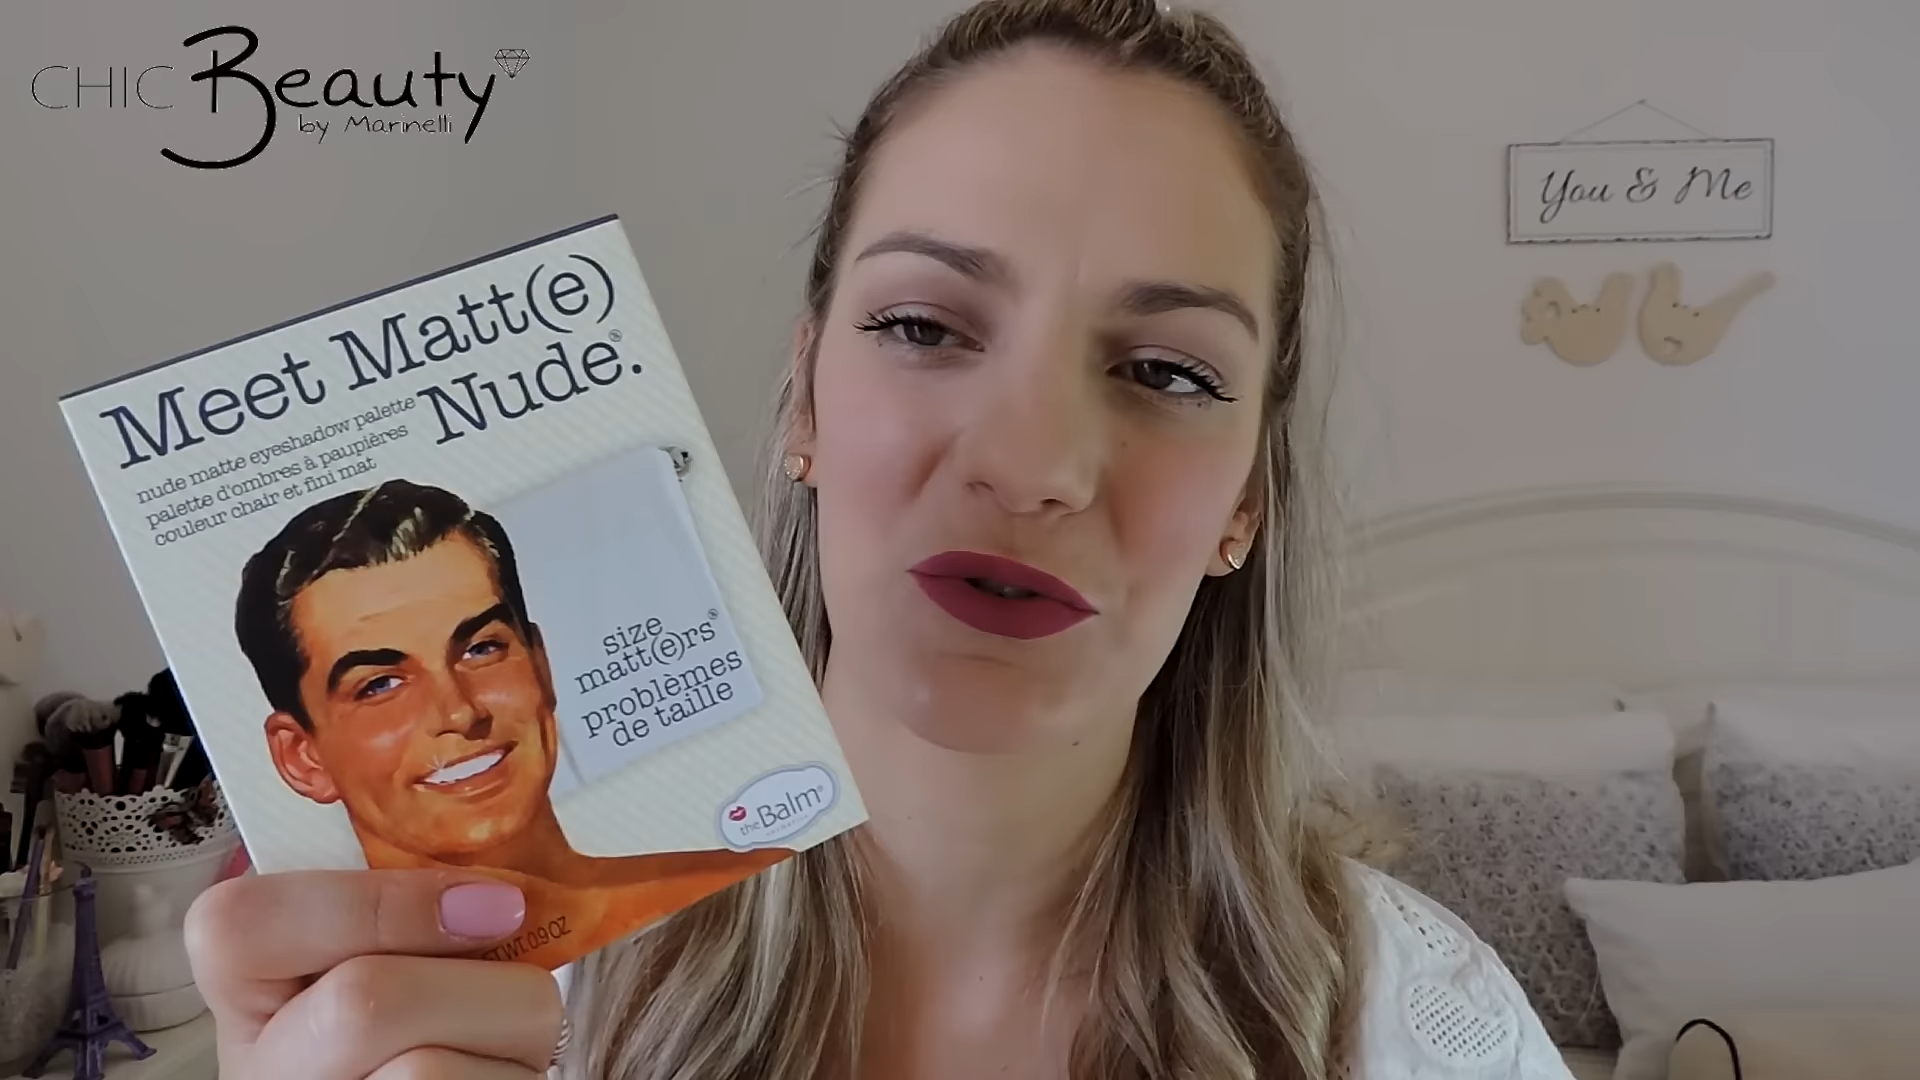 CHIC Beauty
by Marinelli
You & Me
Meet Matt(e)
Nude.®
nude matte eyeshadow palette
palette d'ombres à paupières
couleur chair et fini mat
size
matt(e)rs®
problèmes
de taille
theBalm®
cosmetics
WT. 0.9 OZ